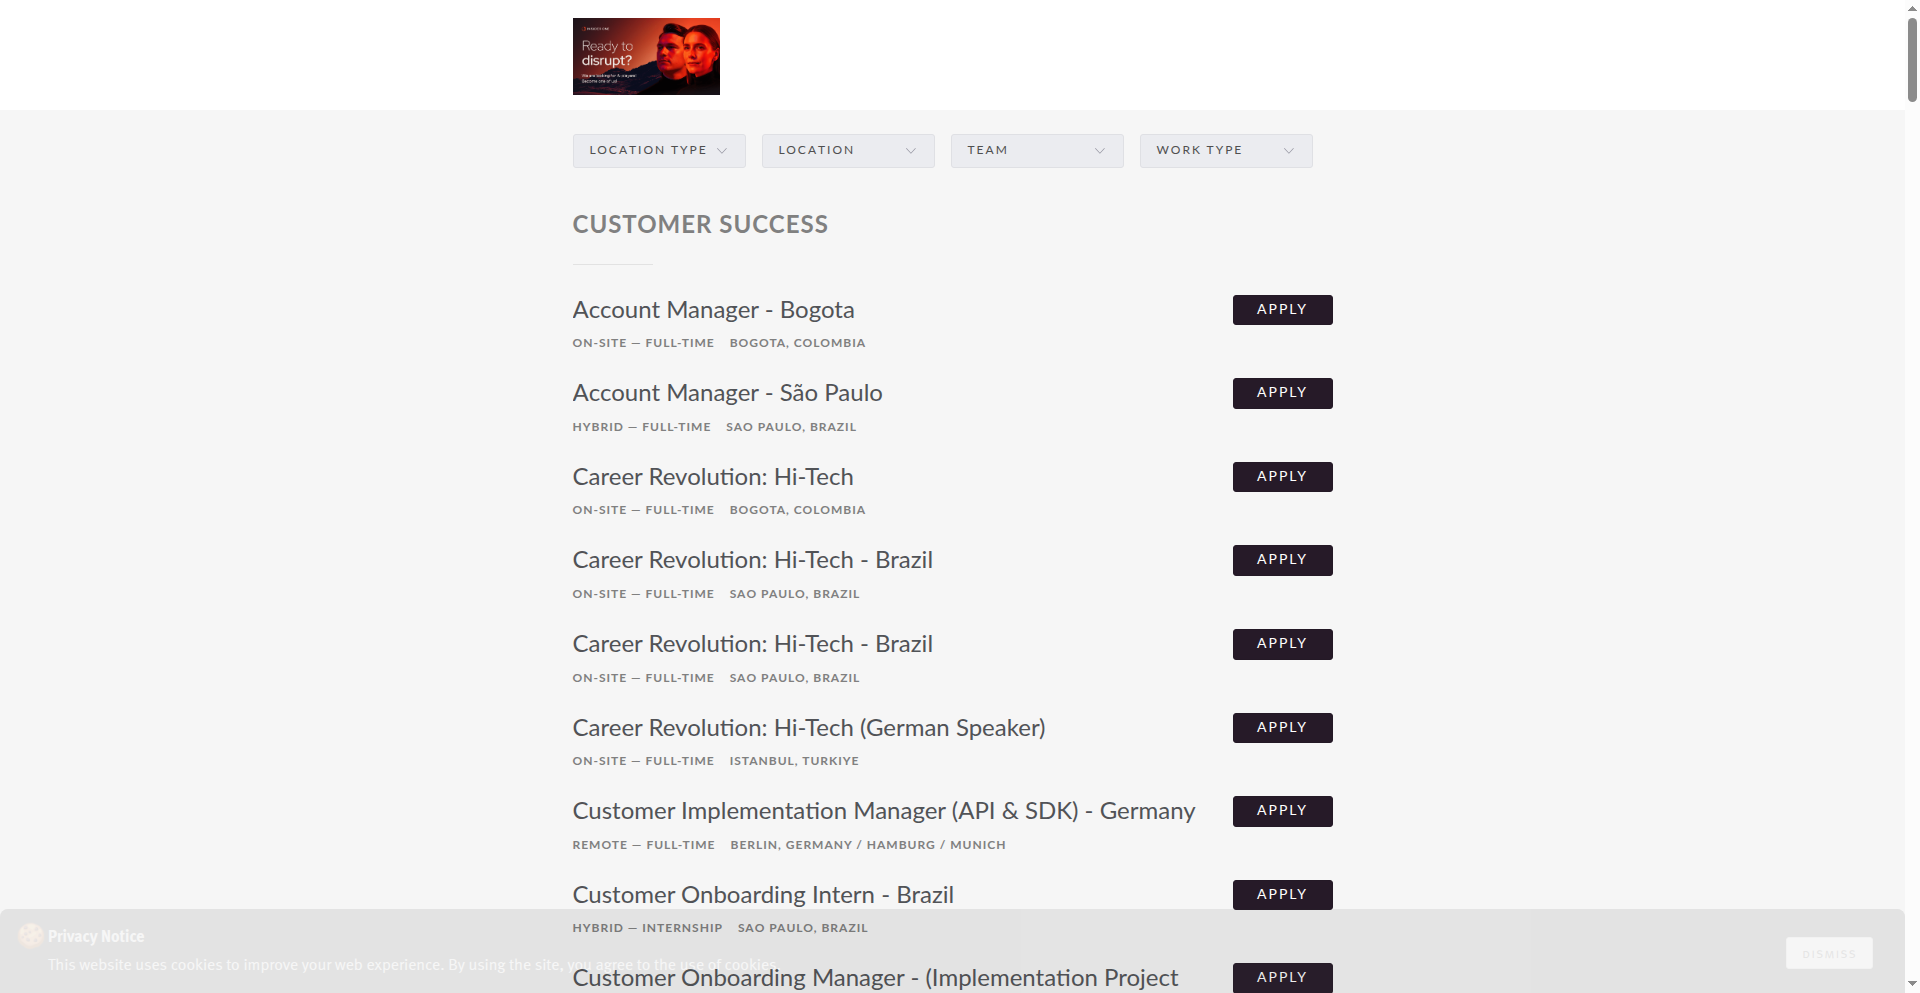 Ready to
disrupt?
LOCATION TYPE
LOCATION
TEAM
WORK TYPE
CUSTOMER SUCCESS
Account Manager - Bogota
APPLY
ON-SITE — FULL-TIME BOGOTA, COLOMBIA
Account Manager - São Paulo
APPLY
HYBRID — FULL-TIME SAO PAULO, BRAZIL
Career Revolution: Hi-Tech
APPLY
ON-SITE — FULL-TIME BOGOTA, COLOMBIA
Career Revolution: Hi-Tech - Brazil
APPLY
ON-SITE — FULL-TIME SAO PAULO, BRAZIL
Career Revolution: Hi-Tech - Brazil
APPLY
ON-SITE — FULL-TIME SAO PAULO, BRAZIL
Career Revolution: Hi-Tech (German Speaker)
APPLY
ON-SITE — FULL-TIME ISTANBUL, TURKIYE
Customer Implementation Manager (API & SDK) - Germany
APPLY
REMOTE — FULL-TIME BERLIN, GERMANY / HAMBURG / MUNICH
Customer Onboarding Intern - Brazil
APPLY
HYBRID — INTERNSHIP SAO PAULO, BRAZIL
Privacy Notice
This website uses cookies to improve your web experience. By using the site, you agree to the use of cookies.
DISMISS
Customer Onboarding Manager - (Implementation Project
APPLY